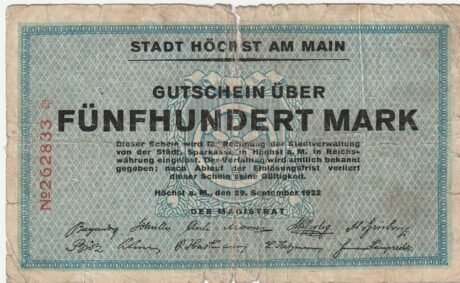 STADT HÖCHST AM MAIN
GUTSCHEIN ÜBER
FÜNFHUNDERT MARK
Dieser Schein wird für Rechnung der Stadtverwaltung
von der Städt. Sparkasse in Höchst a. M. in Reichs-
währung eingelöst. Der Verfalltag wird amtlich bekannt
gegeben; nach Ablauf der Einlösungsfrist verliert
dieser Schein seine Gültigkeit.
Höchst a. M., den 29. September 1922
DER MAGISTRAT
No 262833